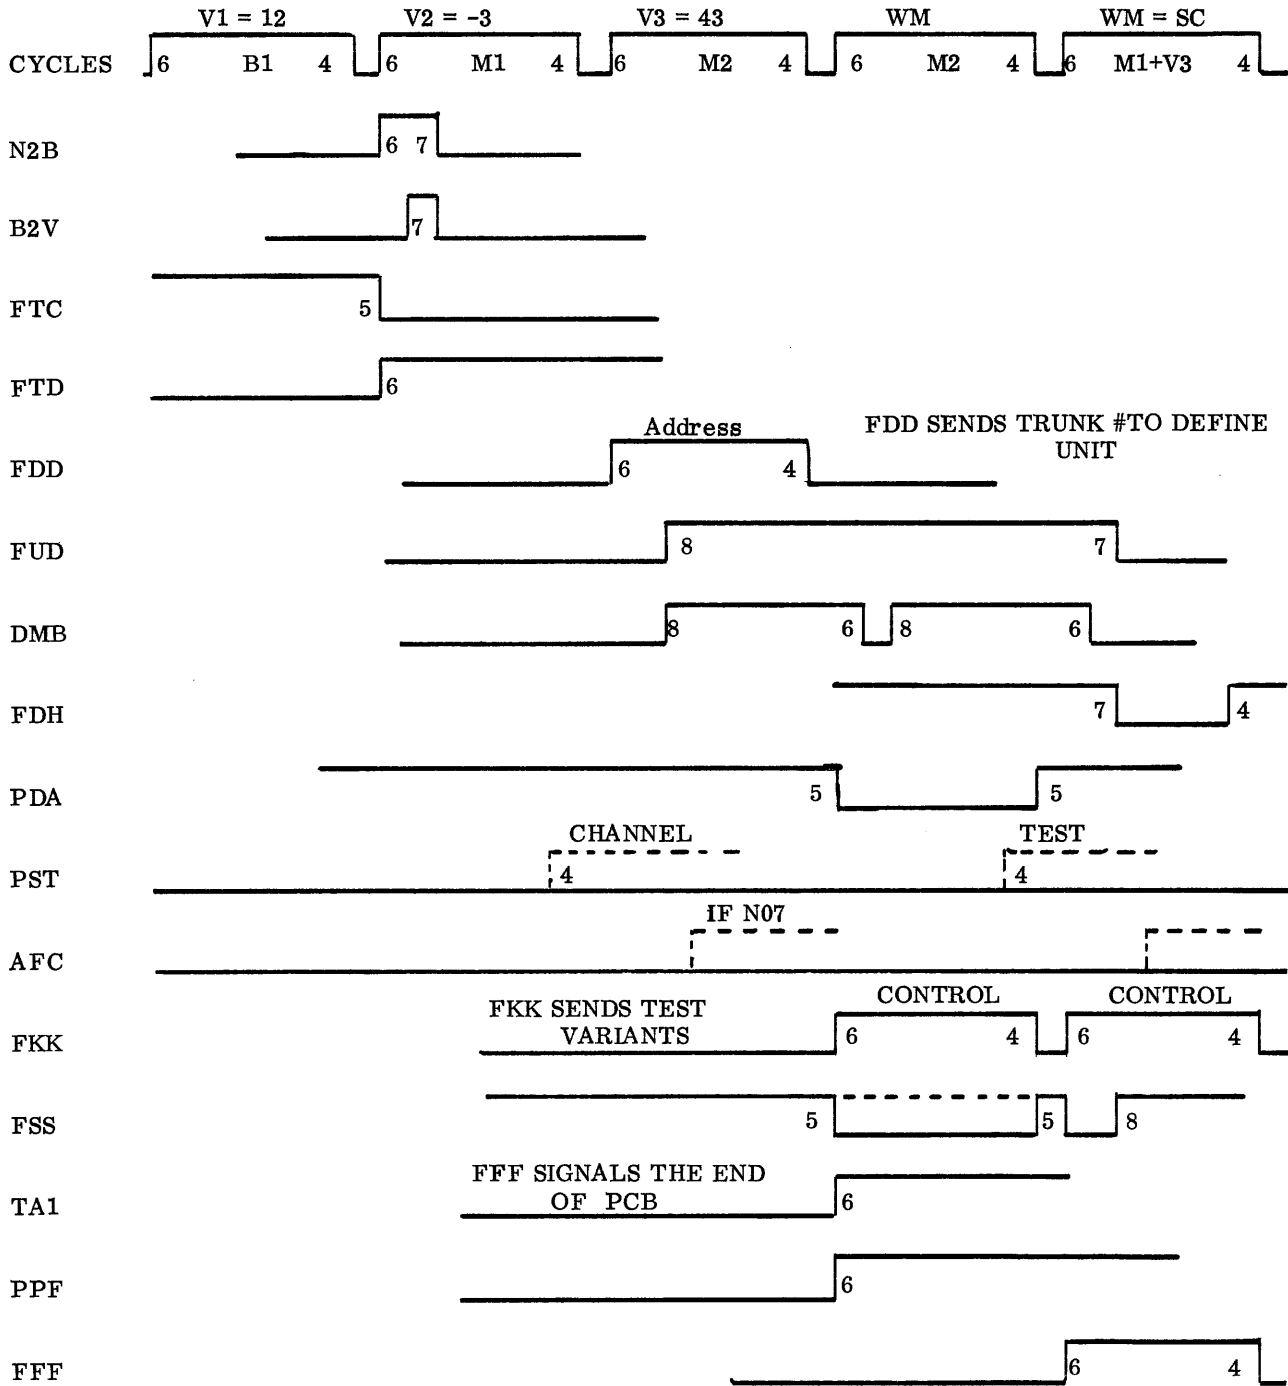 V1 = 12 V2 = -3 V3 = 43 WM WM = SC
CYCLES 6 B1 4 6 M1 4 6 M2 4 6 M2 4 6 M1+V3 4
N2B 6 7
B2V 7
FTC 5
FTD 6
Address FDD SENDS TRUNK #TO DEFINE
UNIT
FDD 6 4
FUD 8 7
DMB 8 6 8 6
FDH 7 4
PDA 5 5
CHANNEL TEST
PST 4 4
IF N07
AFC
CONTROL CONTROL
FKK SENDS TEST
VARIANTS
FKK 6 4 6 4
FSS 5 5 8
FFF SIGNALS THE END
OF PCB
TA1 6
PPF 6
FFF 6 4